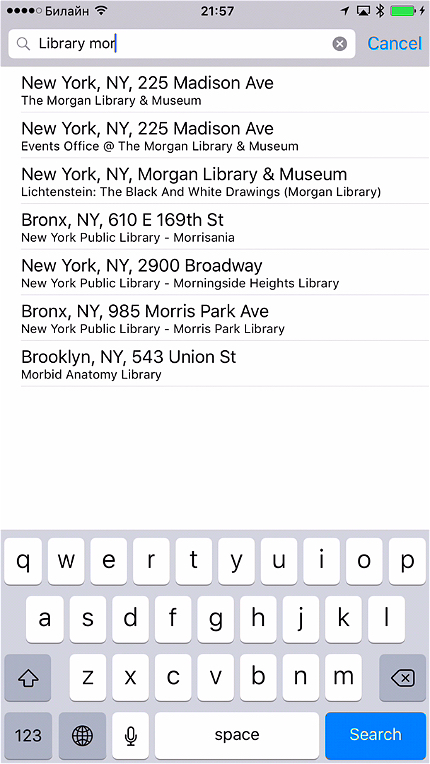 Билайн 21:57
Library mor Cancel
New York, NY, 225 Madison Ave
The Morgan Library & Museum
New York, NY, 225 Madison Ave
Events Office @ The Morgan Library & Museum
New York, NY, Morgan Library & Museum
Lichtenstein: The Black And White Drawings (Morgan Library)
Bronx, NY, 610 E 169th St
New York Public Library - Morrisania
New York, NY, 2900 Broadway
New York Public Library - Morningside Heights Library
Bronx, NY, 985 Morris Park Ave
New York Public Library - Morris Park Library
Brooklyn, NY, 543 Union St
Morbid Anatomy Library
q w e r t y u i o p
a s d f g h j k l
z x c v b n m
123 space Search